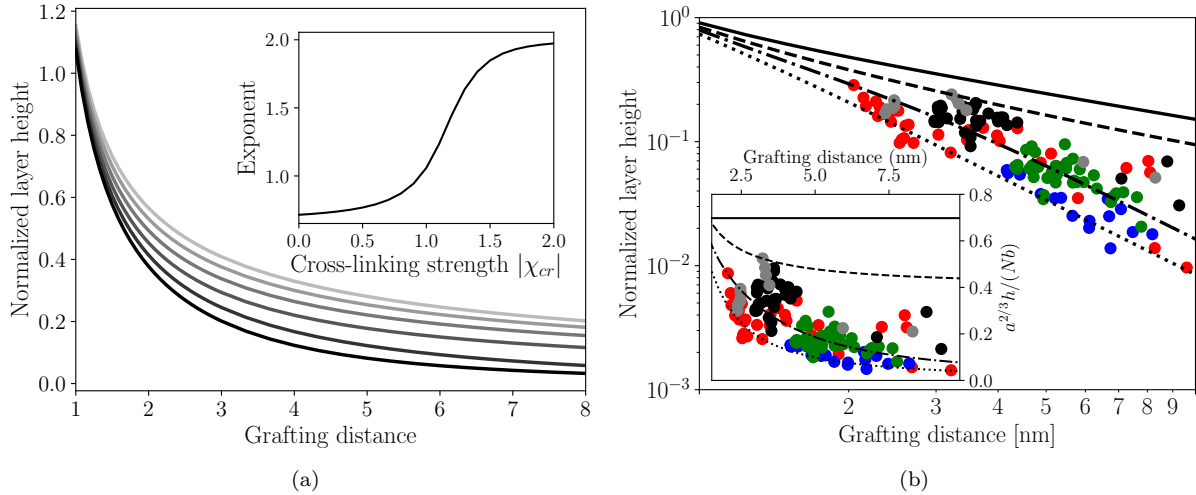 1.2
1.0
0.8
0.6
0.4
0.2
0.0
Normalized layer height
1 2 3 4 5 6 7 8
Grafting distance
2.0
1.5
1.0
Exponent
0.0 0.5 1.0 1.5 2.0
Cross-linking strength |χ_cr|
(a)
10^0
10^−1
10^−2
10^−3
Normalized layer height
2 3 4 5 6 7 8 9
Grafting distance [nm]
Grafting distance (nm)
2.5 5.0 7.5
0.8
0.6
0.4
0.2
0.0
a^{2/3}h/(Nb)
(b)